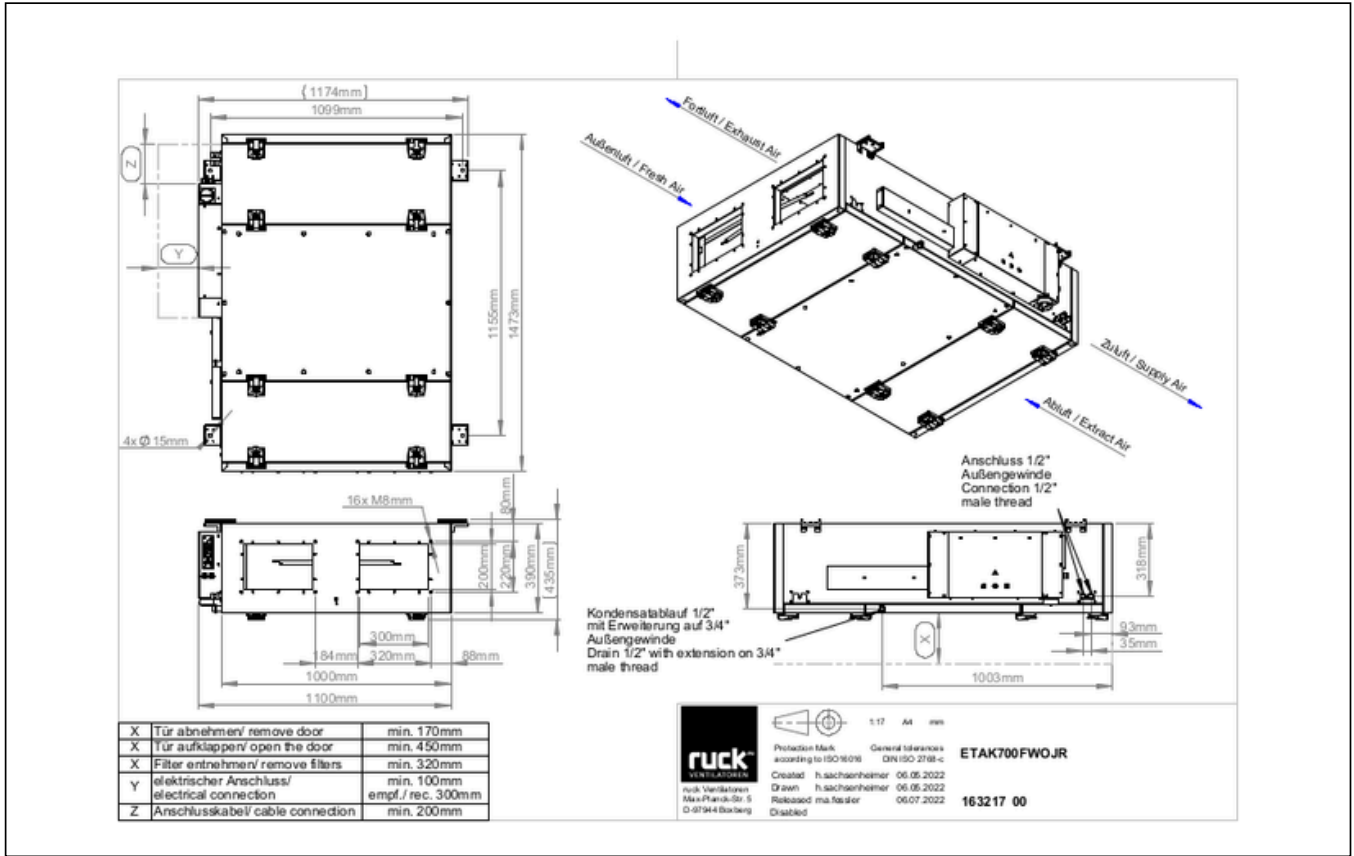 (1174mm)
1099mm
Z
Y
1155mm
1473mm
4x Ø 15mm
Fortluft / Exhaust Air
Außenluft / Fresh Air
Zuluft / Supply Air
Abluft / Extract Air
16x M8mm
80mm
200mm
220mm
390mm
(435mm)
300mm
184mm
320mm
88mm
1000mm
1100mm
Anschluss 1/2"
Außengewinde
Connection 1/2"
male thread
373mm
318mm
Kondensatablauf 1/2"
mit Erweiterung auf 3/4"
Außengewinde
Drain 1/2" with extension on 3/4"
male thread
X
93mm
35mm
1003mm
X Tür abnehmen/ remove door min. 170mm
X Tür aufklappen/ open the door min. 450mm
X Filter entnehmen/ remove filters min. 320mm
Y elektrischer Anschluss/ electrical connection min. 100mm empf./ rec. 300mm
Z Anschlusskabel/ cable connection min. 200mm
ruck
VENTILATOREN
ruck Ventilatoren
Max-Planck-Str. 5
D-97944 Boxberg
1:17 A4 mm
Protection Mark
according to ISO16016
General tolerances
DIN ISO 2768-c
ETAK700FWOJR
Created h.sachsenheimer 06.05.2022
Drawn h.sachsenheimer 06.05.2022
Released ma.fessler 06.07.2022
Disabled
163217 00